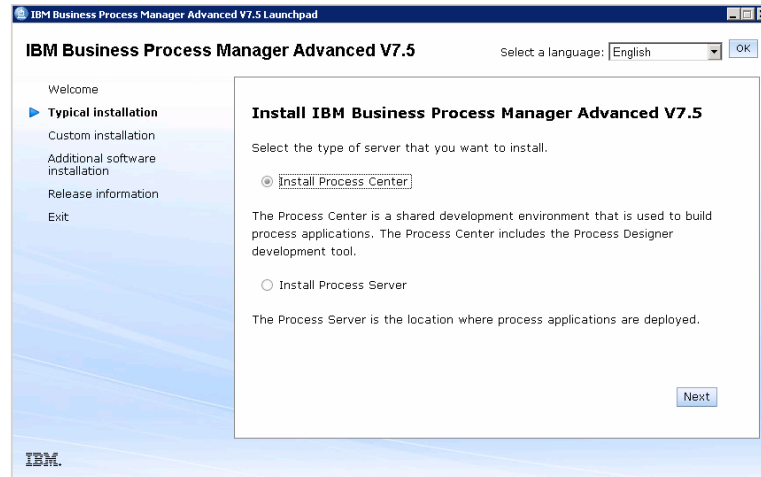 IBM Business Process Manager Advanced V7.5 Launchpad
IBM Business Process Manager Advanced V7.5
Select a language: English OK
Welcome
Typical installation
Custom installation
Additional software
installation
Release information
Exit
Install IBM Business Process Manager Advanced V7.5
Select the type of server that you want to install.
Install Process Center
The Process Center is a shared development environment that is used to build
process applications. The Process Center includes the Process Designer
development tool.
Install Process Server
The Process Server is the location where process applications are deployed.
Next
IBM.